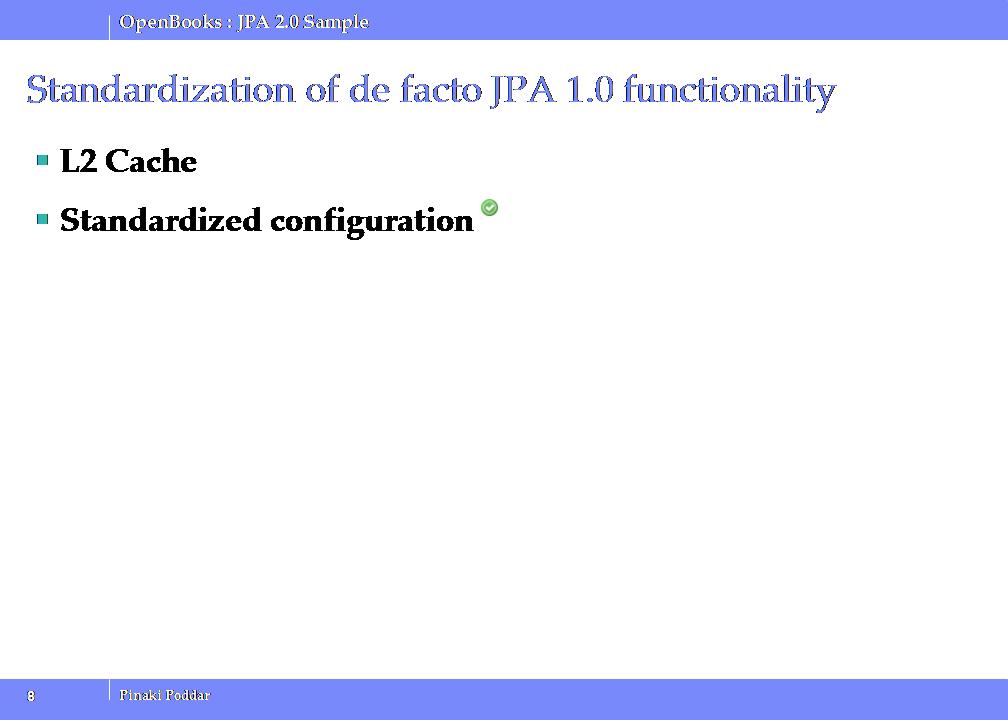 OpenBooks : JPA 2.0 Sample
Standardization of de facto JPA 1.0 functionality
L2 Cache
Standardized configuration
8
Pinaki Poddar